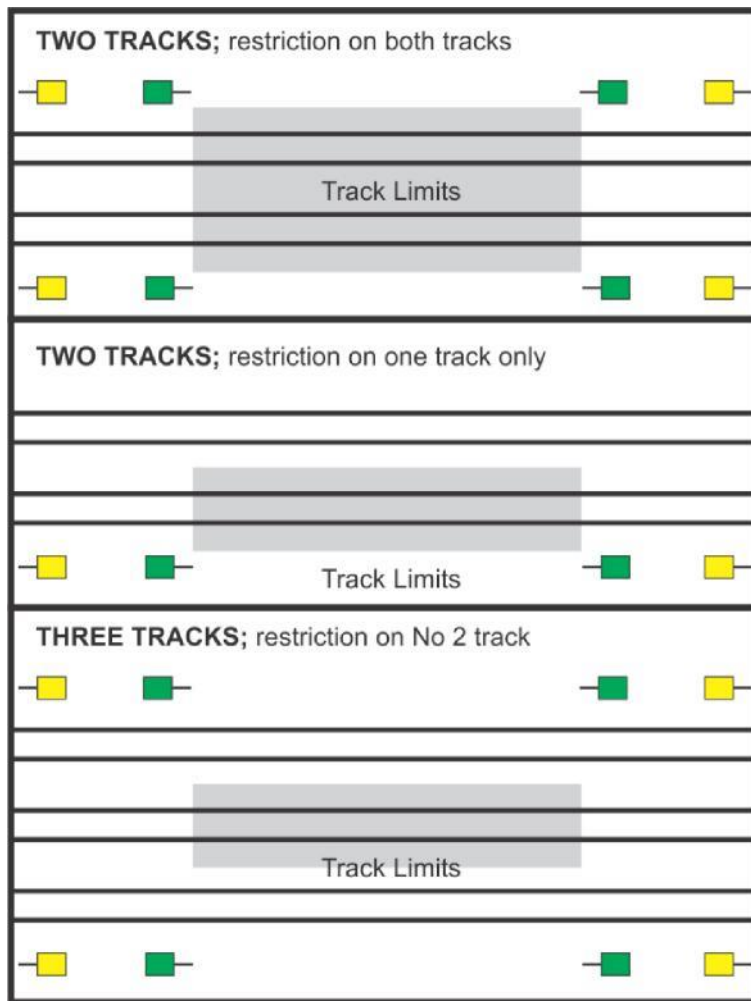 TWO TRACKS; restriction on both tracks
Track Limits
TWO TRACKS; restriction on one track only
Track Limits
THREE TRACKS; restriction on No 2 track
Track Limits